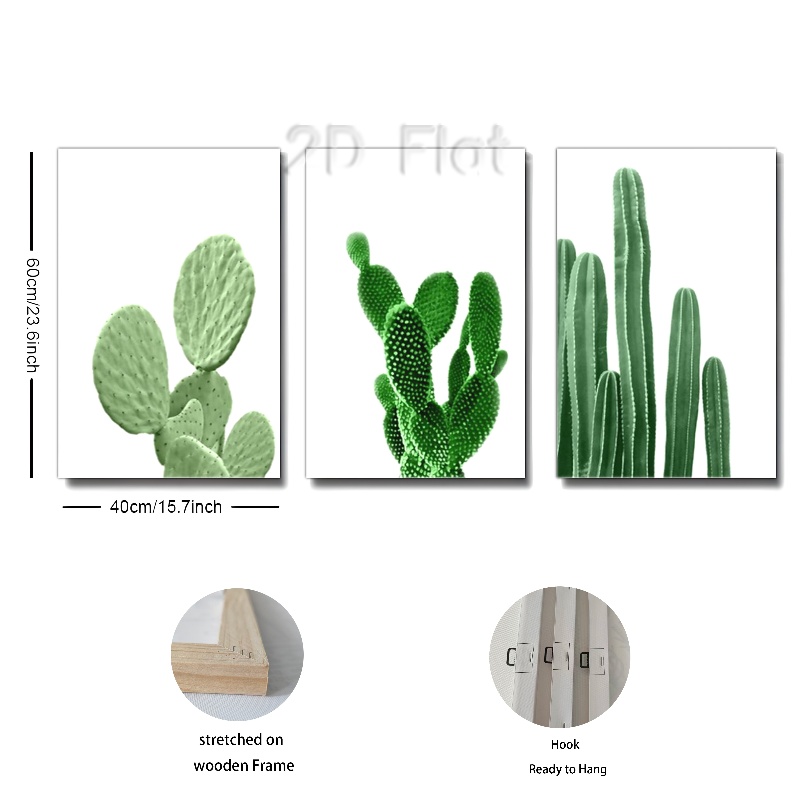 2D Flat
60cm/23.6inch
40cm/15.7inch
stretched on
wooden Frame
Hook
Ready to Hang